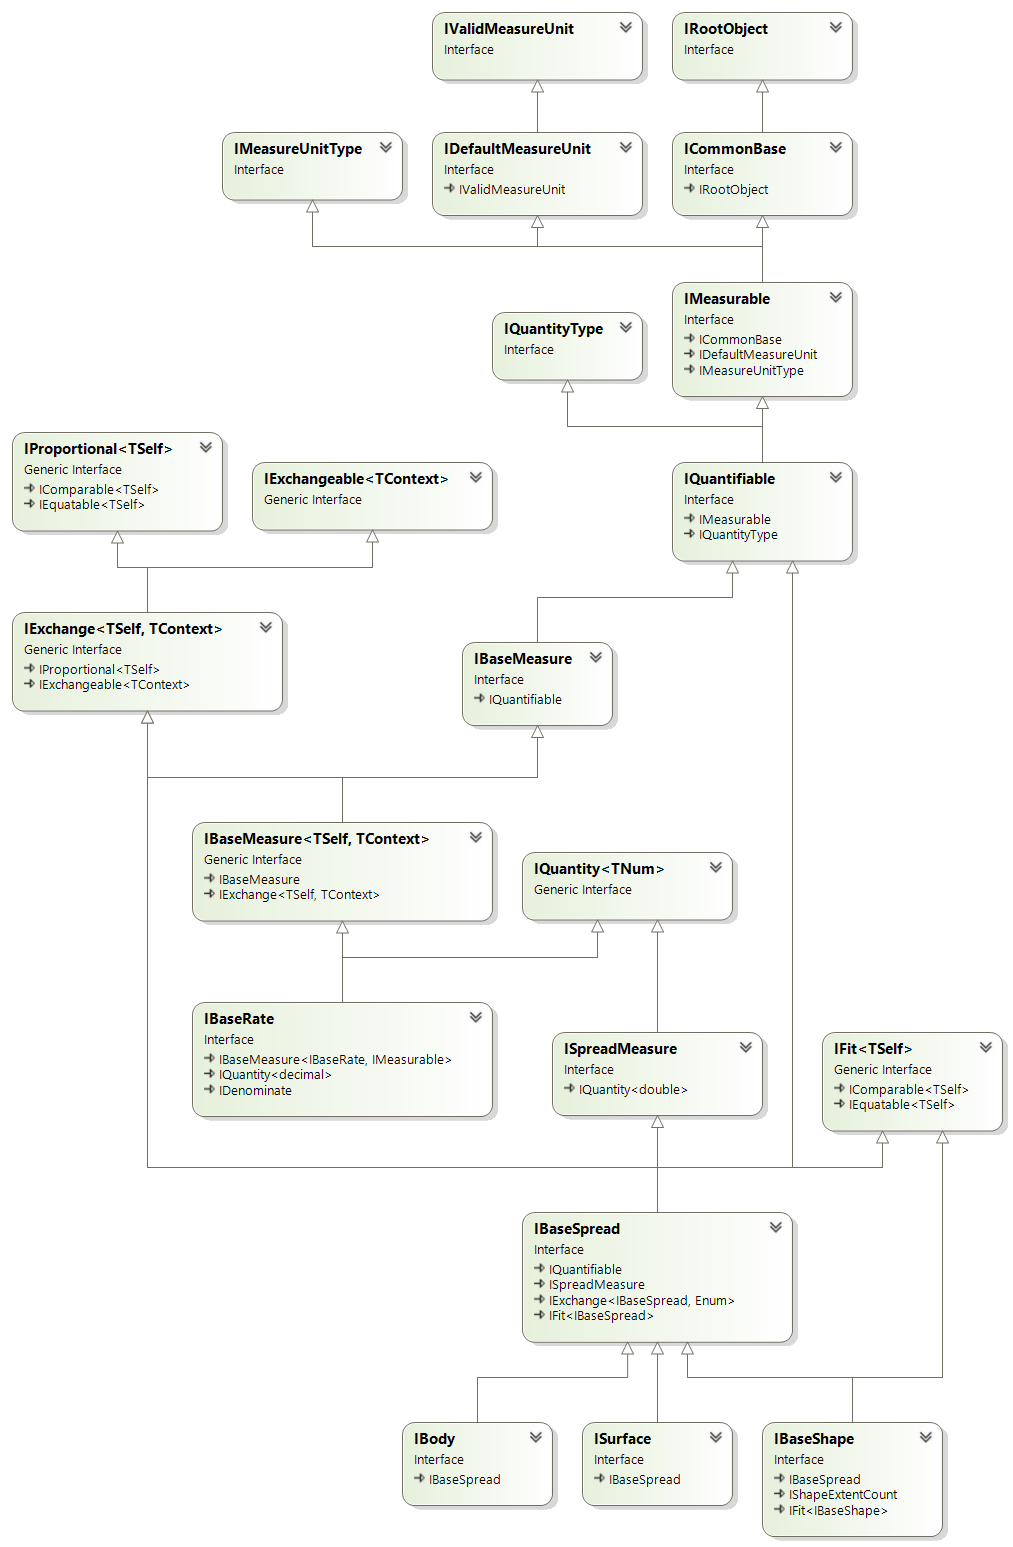 IValidMeasureUnit
Interface
IRootObject
Interface
IMeasureUnitType
Interface
IDefaultMeasureUnit
Interface
IValidMeasureUnit
ICommonBase
Interface
IRootObject
IMeasurable
Interface
ICommonBase
IDefaultMeasureUnit
IMeasureUnitType
IQuantityType
Interface
IProportional<TSelf>
Generic Interface
IComparable<TSelf>
IEquatable<TSelf>
IExchangeable<TContext>
Generic Interface
IQuantifiable
Interface
IMeasurable
IQuantityType
IExchange<TSelf, TContext>
Generic Interface
IProportional<TSelf>
IExchangeable<TContext>
IBaseMeasure
Interface
IQuantifiable
IBaseMeasure<TSelf, TContext>
Generic Interface
IBaseMeasure
IExchange<TSelf, TContext>
IQuantity<TNum>
Generic Interface
IBaseRate
Interface
IBaseMeasure<IBaseRate, IMeasurable>
IQuantity<decimal>
IDenominate
ISpreadMeasure
Interface
IQuantity<double>
IFit<TSelf>
Generic Interface
IComparable<TSelf>
IEquatable<TSelf>
IBaseSpread
Interface
IQuantifiable
ISpreadMeasure
IExchange<IBaseSpread, Enum>
IFit<IBaseSpread>
IBody
Interface
IBaseSpread
ISurface
Interface
IBaseSpread
IBaseShape
Interface
IBaseSpread
IShapeExtentCount
IFit<IBaseShape>